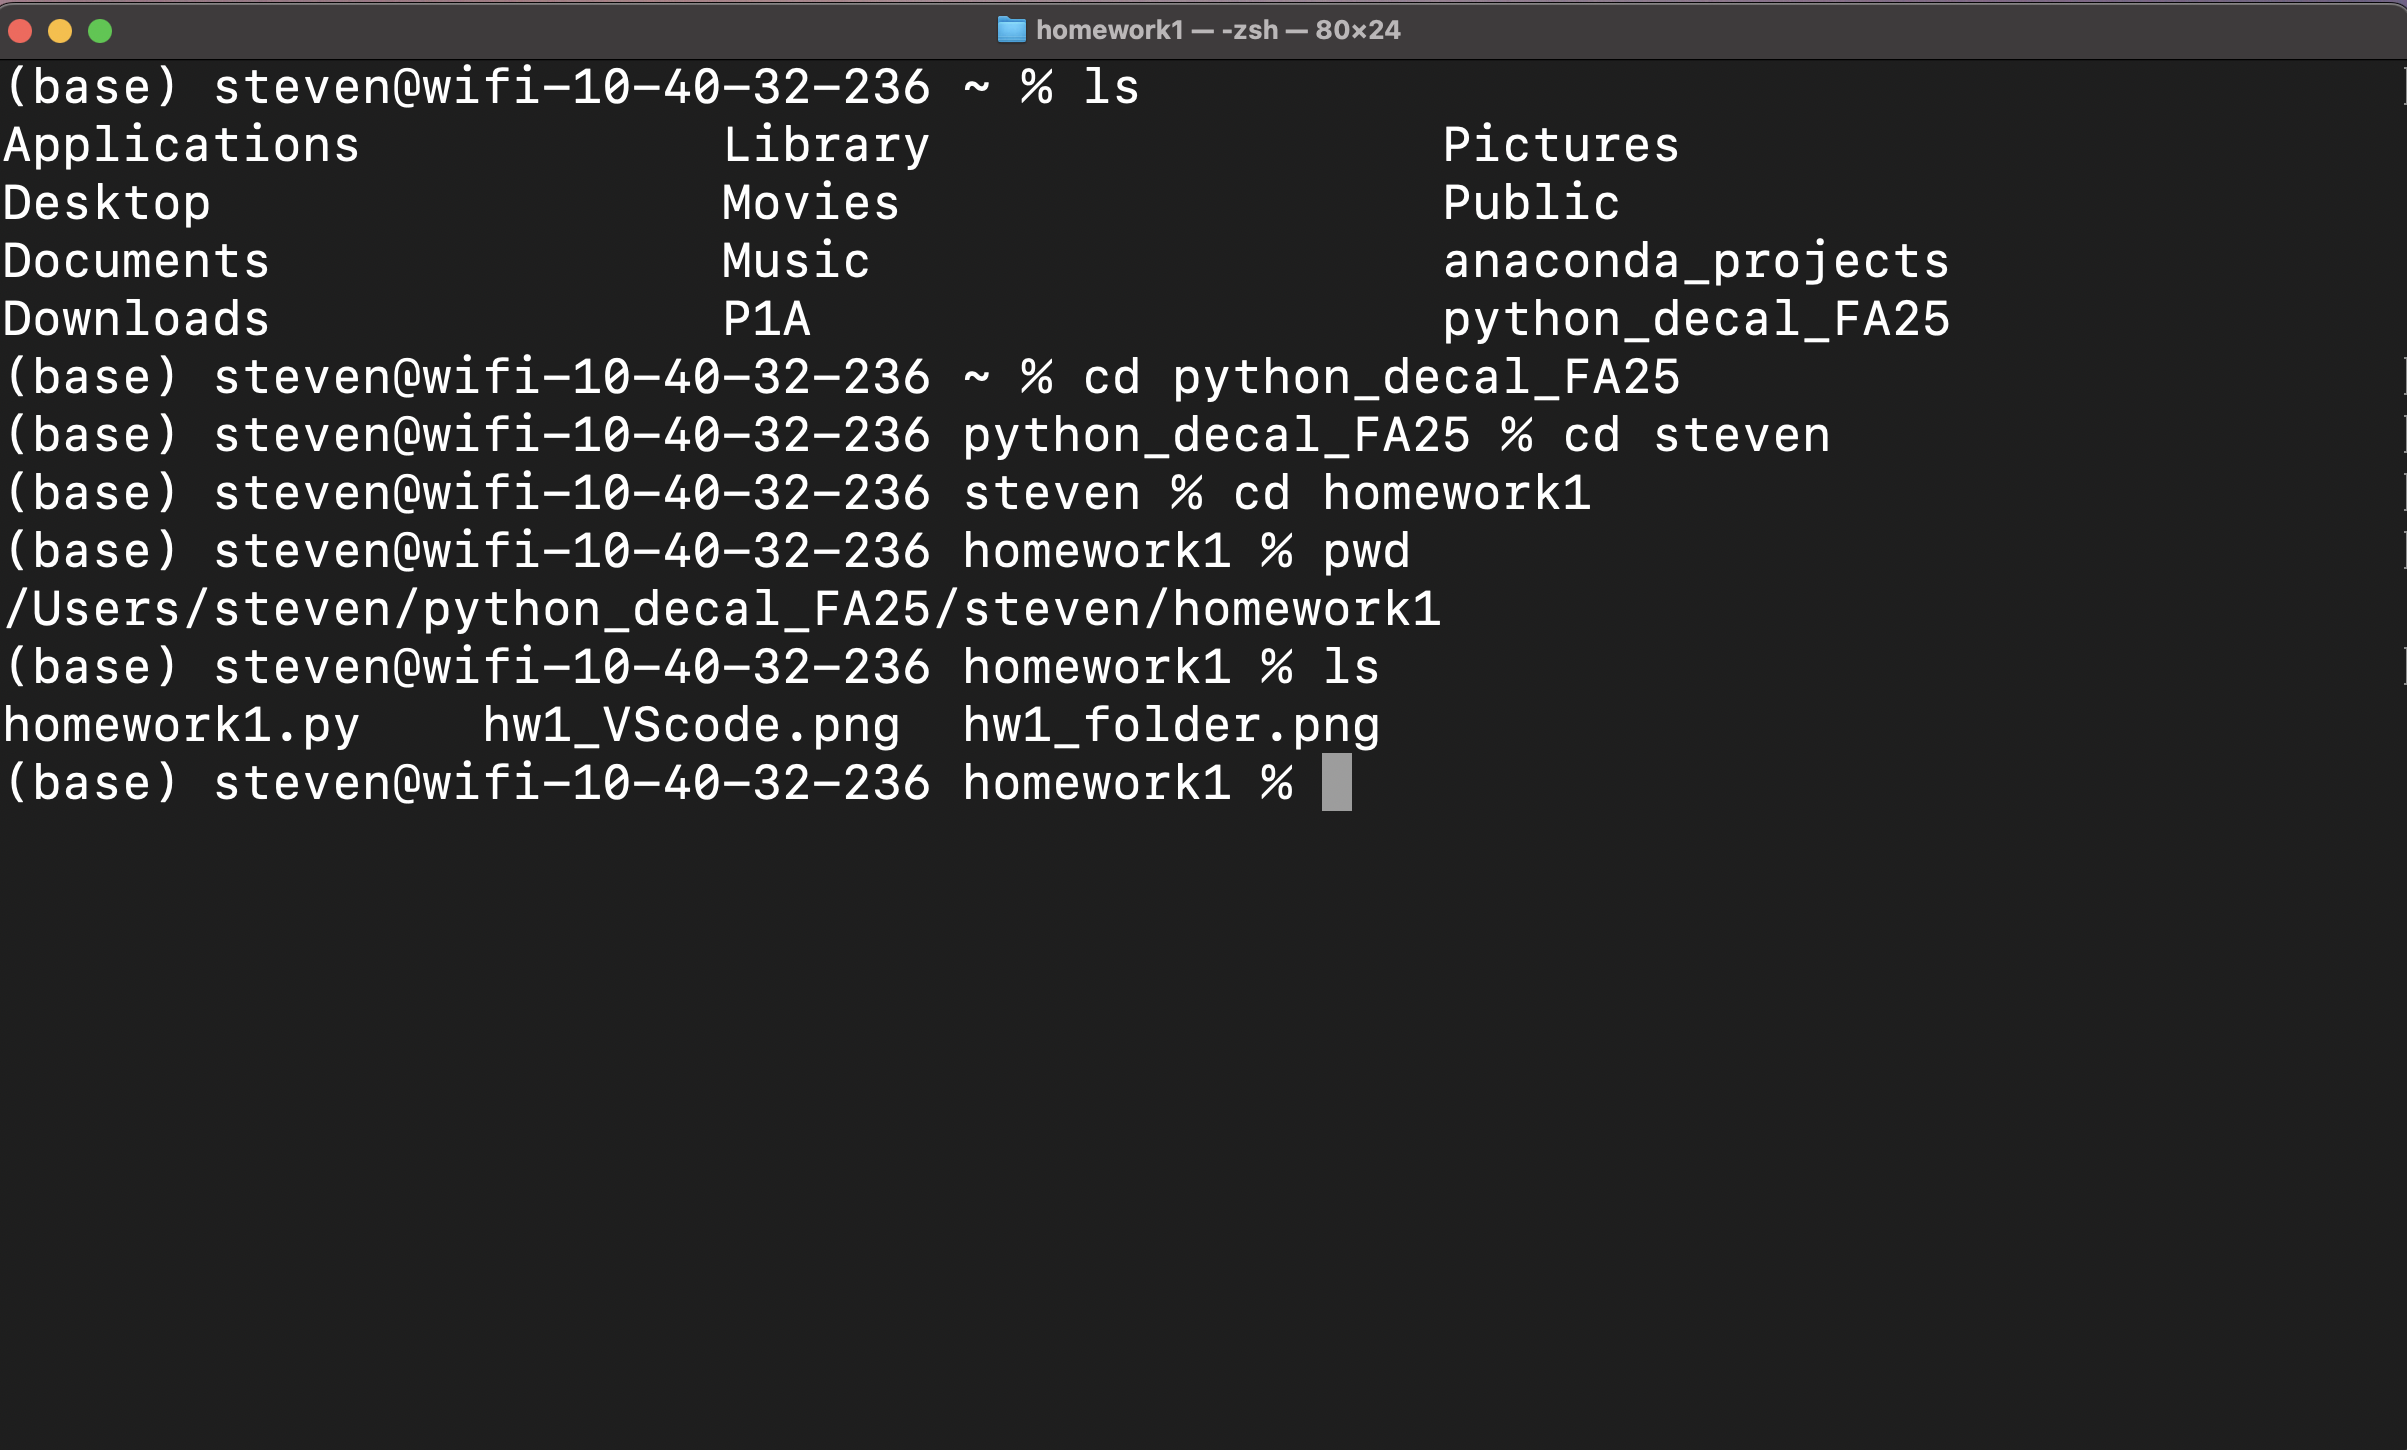 homework1 — -zsh — 80×24
(base) steven@wifi-10-40-32-236 ~ % ls
Applications Library Pictures
Desktop Movies Public
Documents Music anaconda_projects
Downloads P1A python_decal_FA25
(base) steven@wifi-10-40-32-236 ~ % cd python_decal_FA25
(base) steven@wifi-10-40-32-236 python_decal_FA25 % cd steven
(base) steven@wifi-10-40-32-236 steven % cd homework1
(base) steven@wifi-10-40-32-236 homework1 % pwd
/Users/steven/python_decal_FA25/steven/homework1
(base) steven@wifi-10-40-32-236 homework1 % ls
homework1.py hw1_VScode.png hw1_folder.png
(base) steven@wifi-10-40-32-236 homework1 %